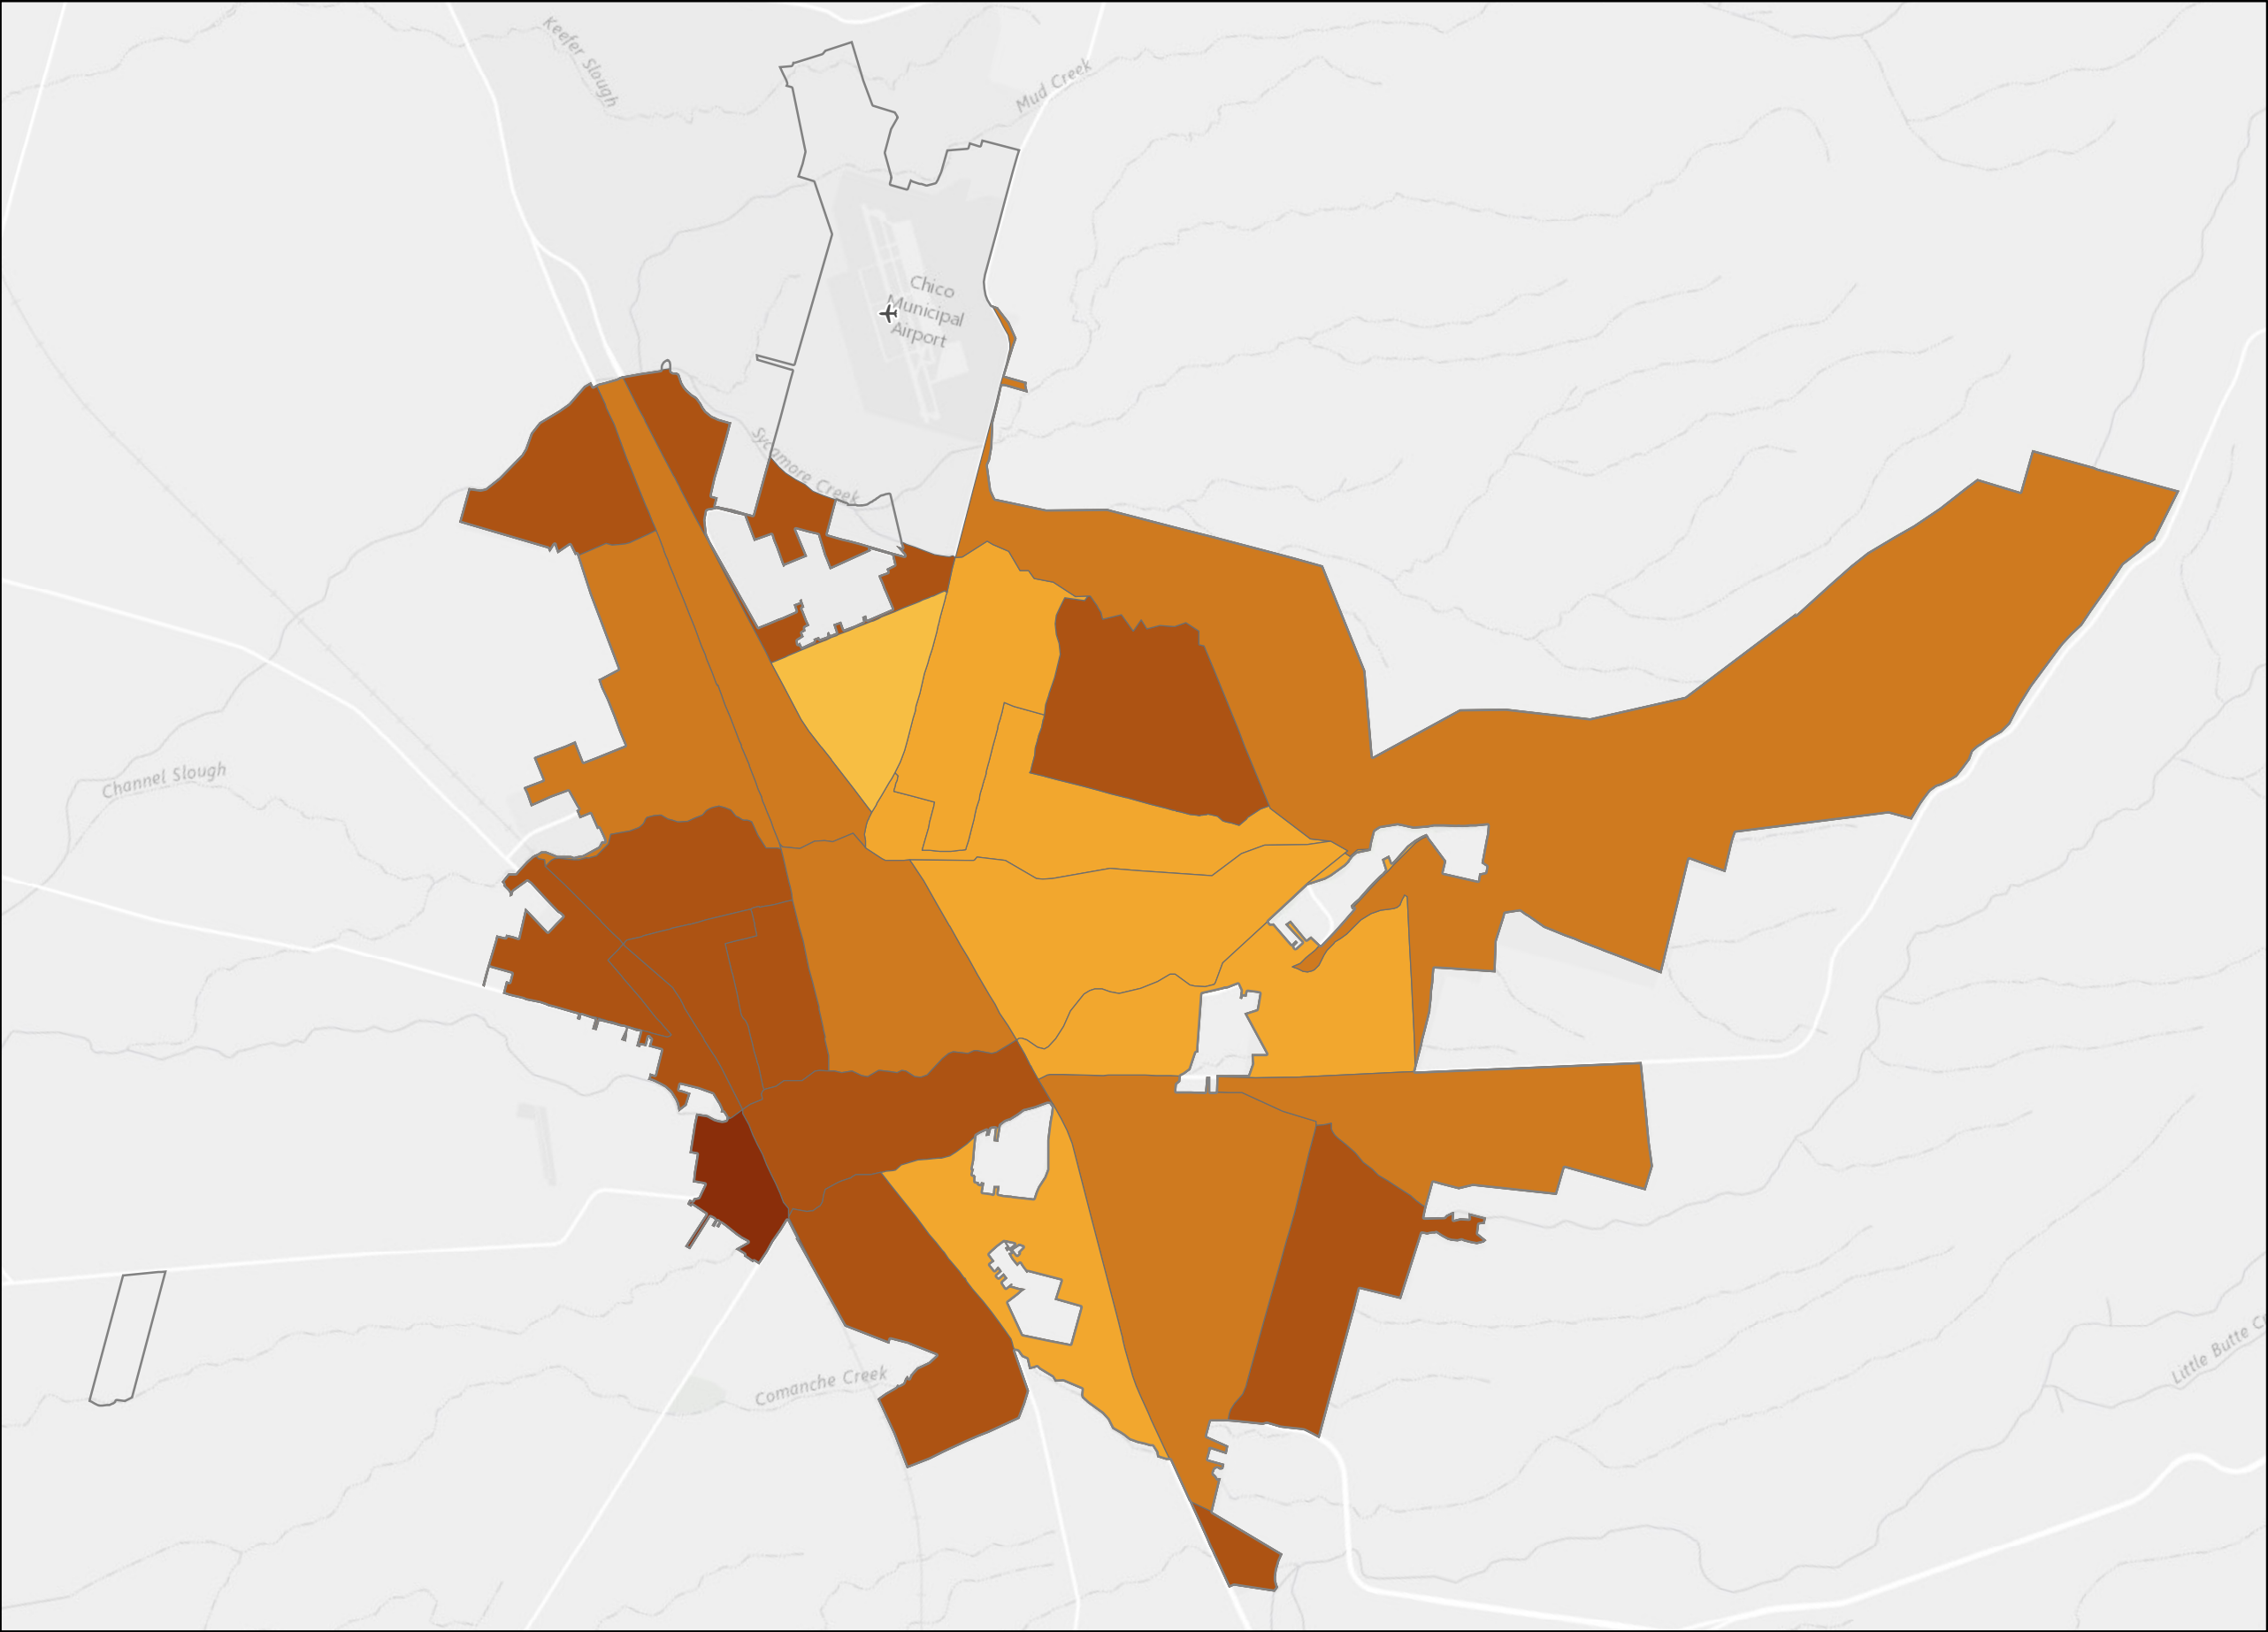 Keefer Slough
Mud Creek
Chico
Municipal
Airport
Sycamore Creek
Channel Slough
Comanche Creek
Little Butte